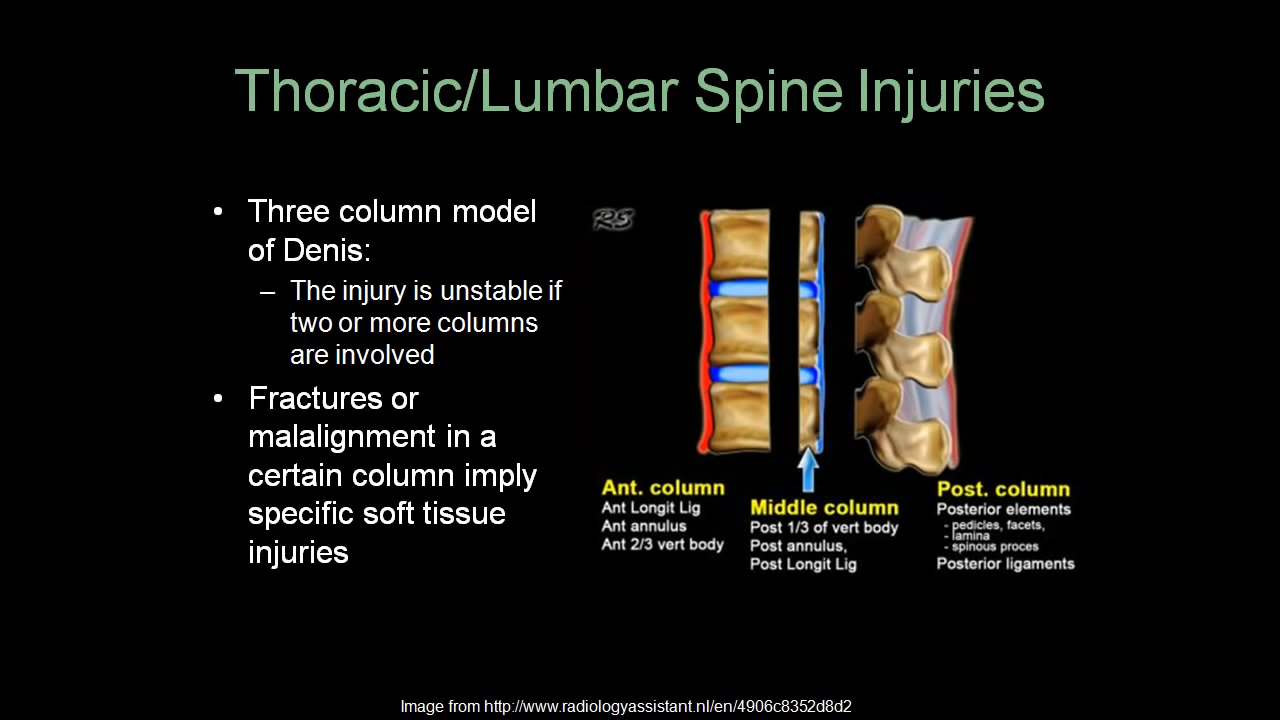 Thoracic/Lumbar Spine Injuries
• Three column model
of Denis:
– The injury is unstable if
two or more columns
are involved
• Fractures or
malalignment in a
certain column imply
specific soft tissue
injuries
RS
Ant. column
Ant Longit Lig
Ant annulus
Ant 2/3 vert body
Middle column
Post 1/3 of vert body
Post annulus,
Post Longit Lig
Post. column
Posterior elements
- pedicles, facets,
- lamina
- spinous proces
Posterior ligaments
Image from http://www.radiologyassistant.nl/en/4906c8352d8d2